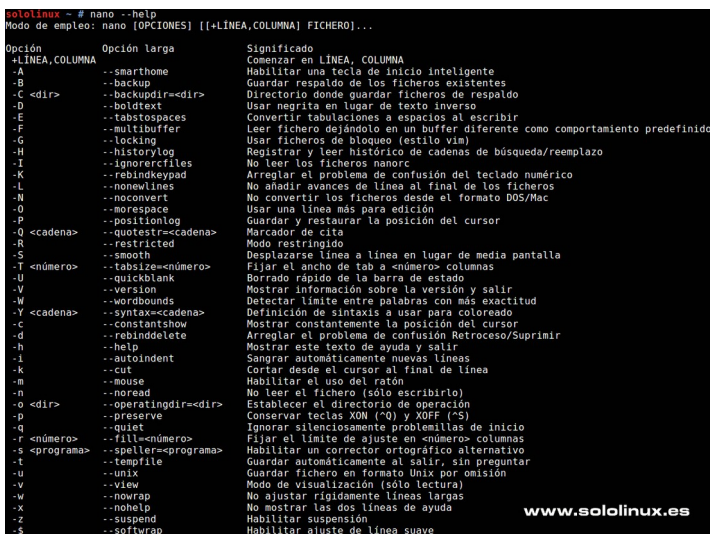 sololinux ~ # nano --help
Modo de empleo: nano [OPCIONES] [[+LÍNEA,COLUMNA] FICHERO]...
Opción Opción larga Significado
+LÍNEA,COLUMNA Comenzar en LÍNEA, COLUMNA
-A --smarthome Habilitar una tecla de inicio inteligente
-B --backup Guardar respaldo de los ficheros existentes
-C <dir> --backupdir=<dir> Directorio donde guardar ficheros de respaldo
-D --boldtext Usar negrita en lugar de texto inverso
-E --tabstospaces Convertir tabulaciones a espacios al escribir
-F --multibuffer Leer fichero dejándolo en un buffer diferente como comportamiento predefinido
-G --locking Usar ficheros de bloqueo (estilo vim)
-H --historylog Registrar y leer histórico de cadenas de búsqueda/reemplazo
-I --ignorercfiles No leer los ficheros nanorc
-K --rebindkeypad Arreglar el problema de confusión del teclado numérico
-L --nonewlines No añadir avances de línea al final de los ficheros
-N --noconvert No convertir los ficheros desde el formato DOS/Mac
-O --morespace Usar una línea más para edición
-P --positionlog Guardar y restaurar la posición del cursor
-Q <cadena> --quotestr=<cadena> Marcador de cita
-R --restricted Modo restringido
-S --smooth Desplazarse línea a línea en lugar de media pantalla
-T <número> --tabsize=<número> Fijar el ancho de tab a <número> columnas
-U --quickblank Borrado rápido de la barra de estado
-V --version Mostrar información sobre la versión y salir
-W --wordbounds Detectar límite entre palabras con más exactitud
-Y <cadena> --syntax=<cadena> Definición de sintaxis a usar para coloreado
-c --constantshow Mostrar constantemente la posición del cursor
-d --rebinddelete Arreglar el problema de confusión Retroceso/Suprimir
-h --help Mostrar este texto de ayuda y salir
-i --autoindent Sangrar automáticamente nuevas líneas
-k --cut Cortar desde el cursor al final de línea
-m --mouse Habilitar el uso del ratón
-n --noread No leer el fichero (sólo escribirlo)
-o <dir> --operatingdir=<dir> Establecer el directorio de operación
-p --preserve Conservar teclas XON (^Q) y XOFF (^S)
-q --quiet Ignorar silenciosamente problemillas de inicio
-r <número> --fill=<número> Fijar el límite de ajuste en <número> columnas
-s <programa> --speller=<programa> Habilitar un corrector ortográfico alternativo
-t --tempfile Guardar automáticamente al salir, sin preguntar
-u --unix Guardar fichero en formato Unix por omisión
-v --view Modo de visualización (sólo lectura)
-w --nowrap No ajustar rígidamente líneas largas
-x --nohelp No mostrar las dos líneas de ayuda
-z --suspend Habilitar suspensión
-$ --softwrap Habilitar ajuste de línea suave
www.sololinux.es